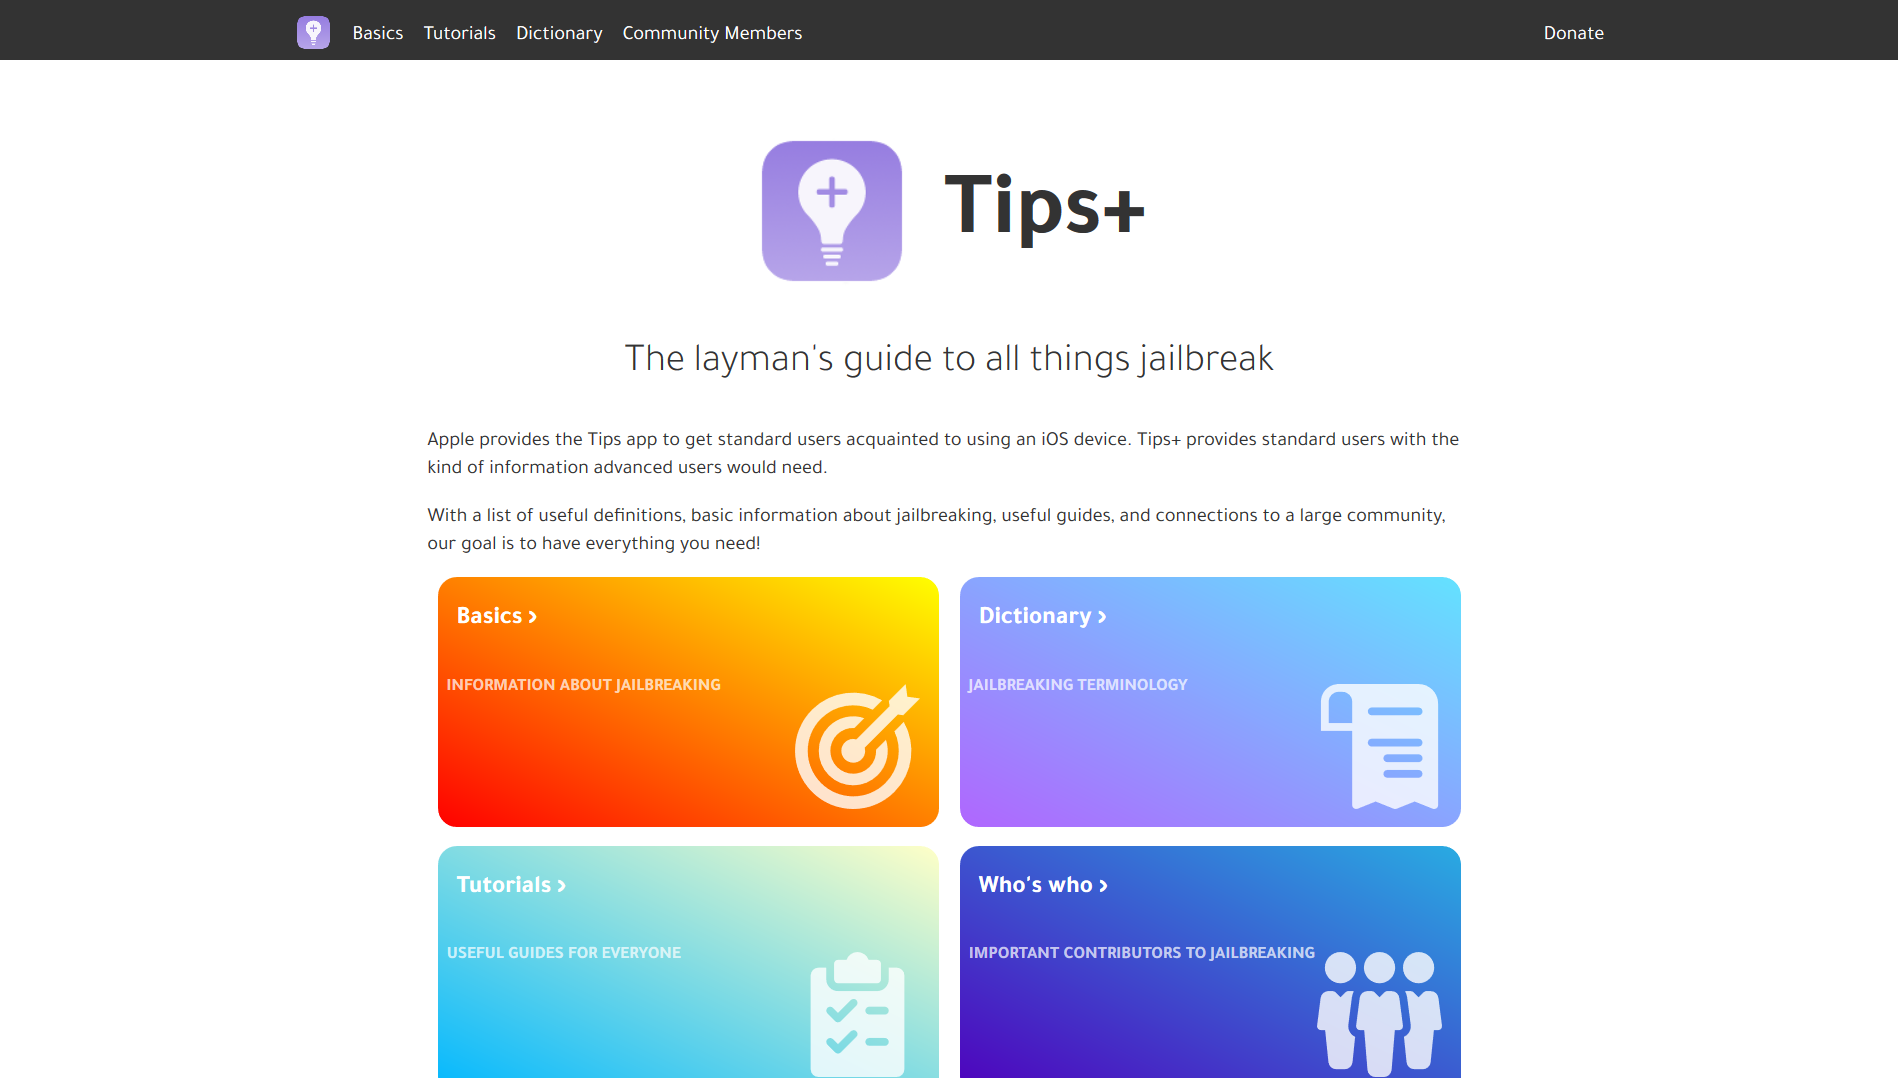 Basics Tutorials Dictionary Community Members Donate
Tips+
The layman's guide to all things jailbreak
Apple provides the Tips app to get standard users acquainted to using an iOS device. Tips+ provides standard users with the
kind of information advanced users would need.
With a list of useful definitions, basic information about jailbreaking, useful guides, and connections to a large community,
our goal is to have everything you need!
Basics ›
INFORMATION ABOUT JAILBREAKING
Dictionary ›
JAILBREAKING TERMINOLOGY
Tutorials ›
USEFUL GUIDES FOR EVERYONE
Who's who ›
IMPORTANT CONTRIBUTORS TO JAILBREAKING